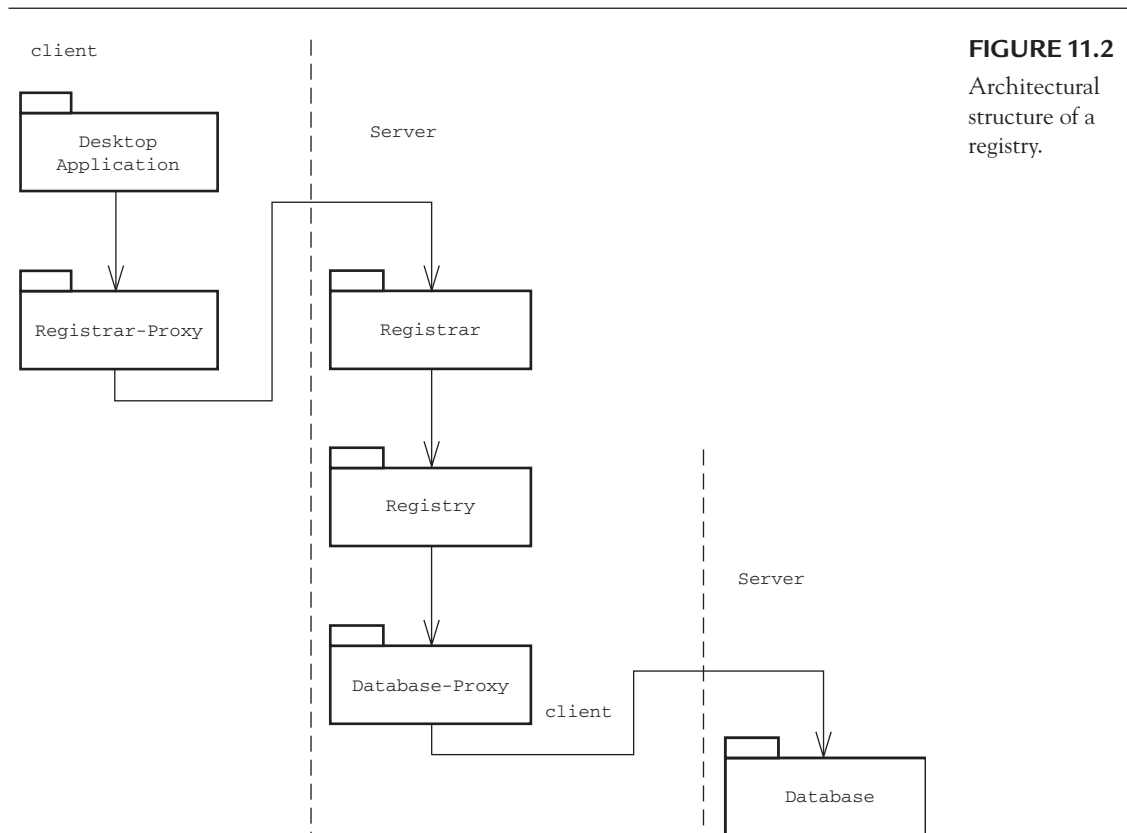 client
FIGURE 11.2
Architectural
structure of a
registry.
Desktop
Application
Server
Registrar-Proxy
Registrar
Registry
Server
Database-Proxy
client
Database